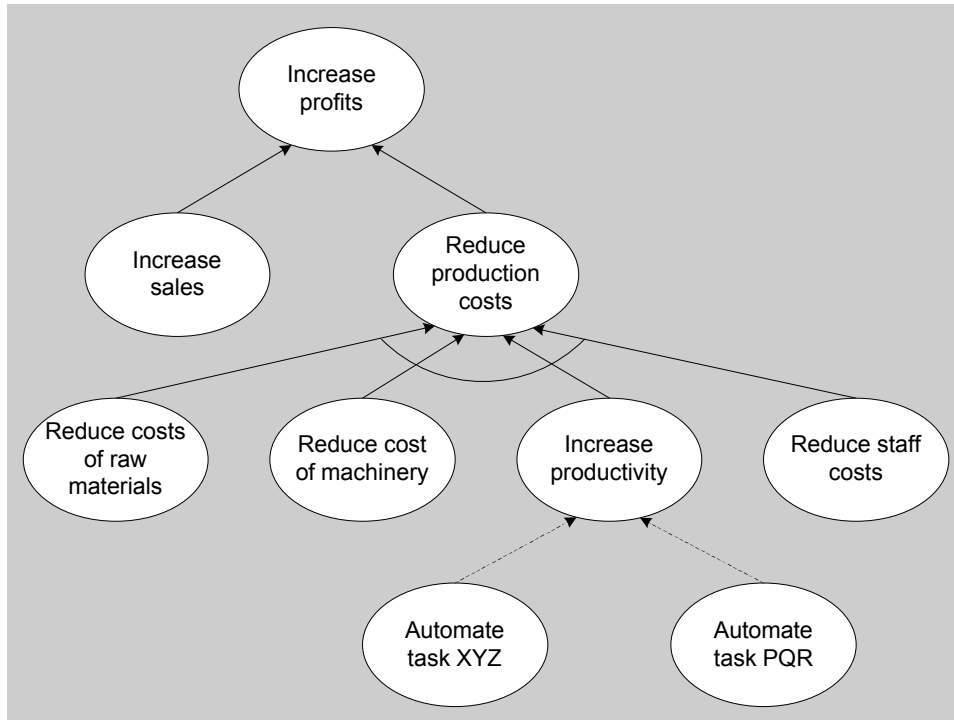 Increase
profits
Increase
sales
Reduce
production
costs
Reduce costs
of raw
materials
Reduce cost
of machinery
Increase
productivity
Reduce staff
costs
Automate
task XYZ
Automate
task PQR